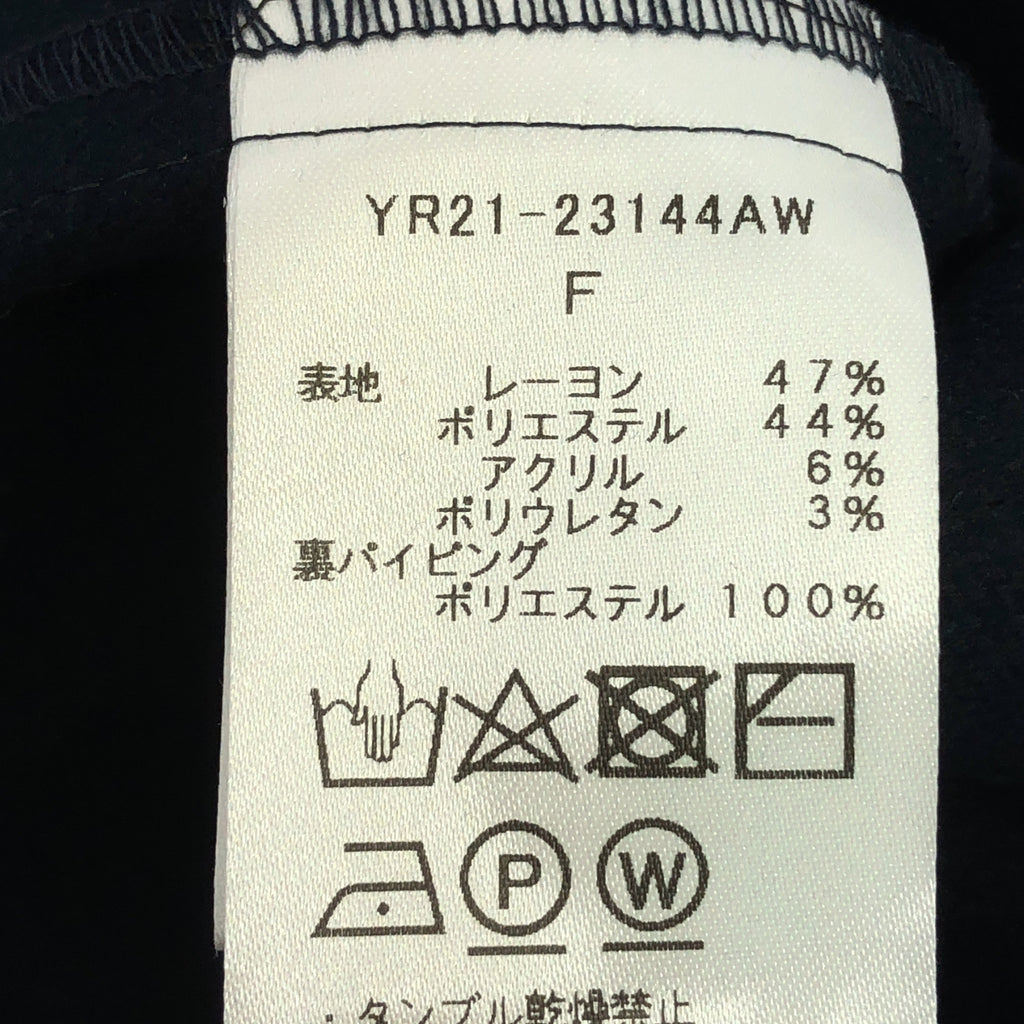 YR21-23144AW
F
表地 レーヨン 47%
ポリエステル 44%
アクリル 6%
ポリウレタン 3%
裏パイピング
ポリエステル 100%
P W
・タンブル乾燥禁止